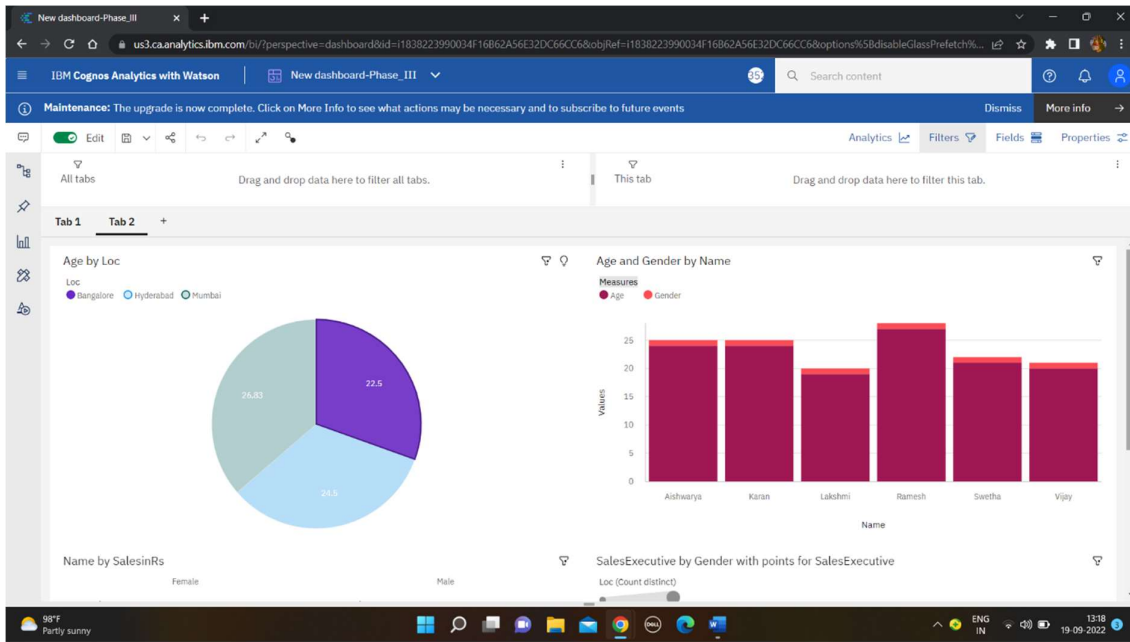 New dashboard-Phase_III
us3.ca.analytics.ibm.com/bi/?perspective=dashboard&id=i1838223990034F16B62A56E32DC66CC6&objRef=i1838223990034F16B62A56E32DC66CC6&options%5BdisableGlassPrefetch%...
IBM Cognos Analytics with Watson New dashboard-Phase_III 35 Search content
Maintenance: The upgrade is now complete. Click on More Info to see what actions may be necessary and to subscribe to future events Dismiss More info
Edit Analytics Filters Fields Properties
All tabs Drag and drop data here to filter all tabs. This tab Drag and drop data here to filter this tab.
Tab 1 Tab 2 +
Age by Loc
Loc
Bangalore Hyderabad Mumbai
22.5
26.83
24.5
Age and Gender by Name
Measures
Age Gender
Values
25
20
15
10
5
0
Aishwarya Karan Lakshmi Ramesh Swetha Vijay
Name
Name by SalesinRs
Female Male
SalesExecutive by Gender with points for SalesExecutive
Loc (Count distinct)
98°F
Partly sunny
DELL
W
ENG
IN
13:18
19-09-2022
3